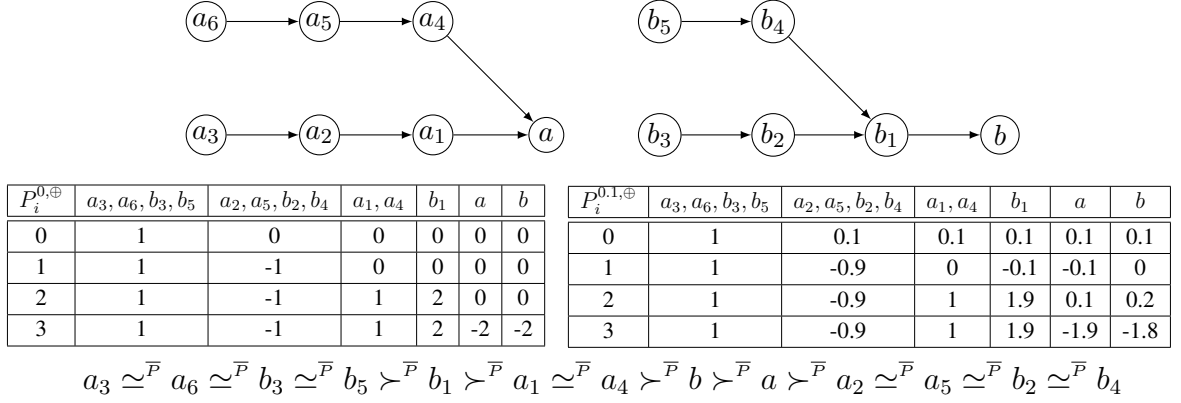 a₆ a₅ a₄ b₅ b₄
a₃ a₂ a₁ a b₃ b₂ b₁ b
P_i^{0,⊕} a₃, a₆, b₃, b₅ a₂, a₅, b₂, b₄ a₁, a₄ b₁ a b
0 1 0 0 0 0 0
1 1 -1 0 0 0 0
2 1 -1 1 2 0 0
3 1 -1 1 2 -2 -2
P_i^{0.1,⊕} a₃, a₆, b₃, b₅ a₂, a₅, b₂, b₄ a₁, a₄ b₁ a b
0 1 0.1 0.1 0.1 0.1 0.1
1 1 -0.9 0 -0.1 -0.1 0
2 1 -0.9 1 1.9 0.1 0.2
3 1 -0.9 1 1.9 -1.9 -1.8
a₃ ≃^{P̅} a₆ ≃^{P̅} b₃ ≃^{P̅} b₅ ≻^{P̅} b₁ ≻^{P̅} a₁ ≃^{P̅} a₄ ≻^{P̅} b ≻^{P̅} a ≻^{P̅} a₂ ≃^{P̅} a₅ ≃^{P̅} b₂ ≃^{P̅} b₄